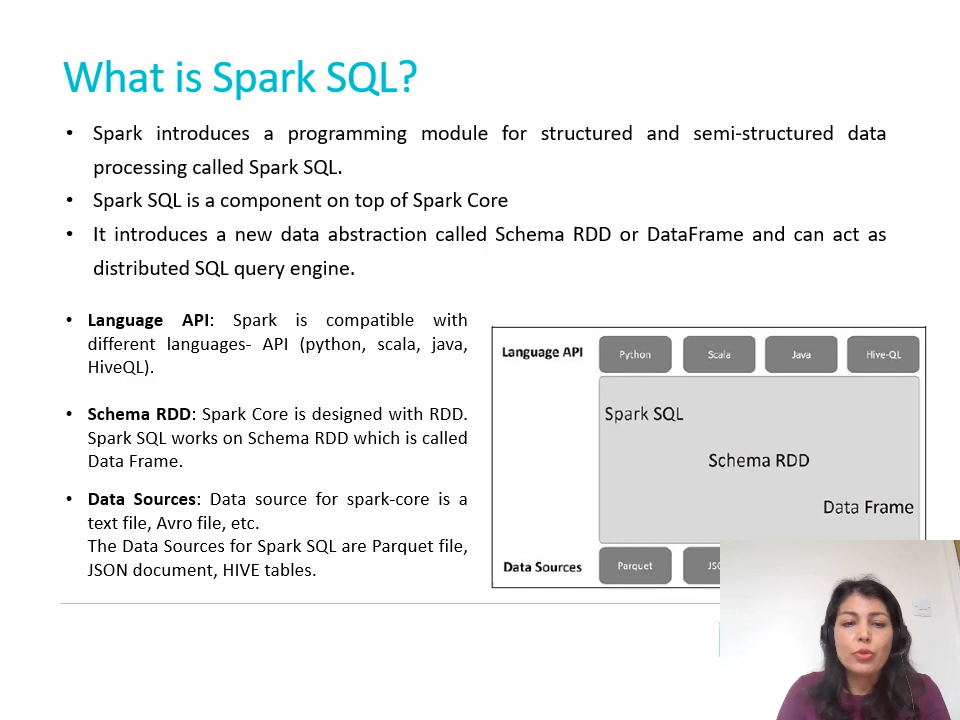 What is Spark SQL?
• Spark introduces a programming module for structured and semi-structured data
processing called Spark SQL.
• Spark SQL is a component on top of Spark Core
• It introduces a new data abstraction called Schema RDD or DataFrame and can act as
distributed SQL query engine.
• Language API: Spark is compatible with
different languages- API (python, scala, java,
HiveQL).
• Schema RDD: Spark Core is designed with RDD.
Spark SQL works on Schema RDD which is called
Data Frame.
• Data Sources: Data source for spark-core is a
text file, Avro file, etc.
The Data Sources for Spark SQL are Parquet file,
JSON document, HIVE tables.
Language API Python Scala Java Hive-QL
Spark SQL
Schema RDD
Data Frame
Data Sources Parquet